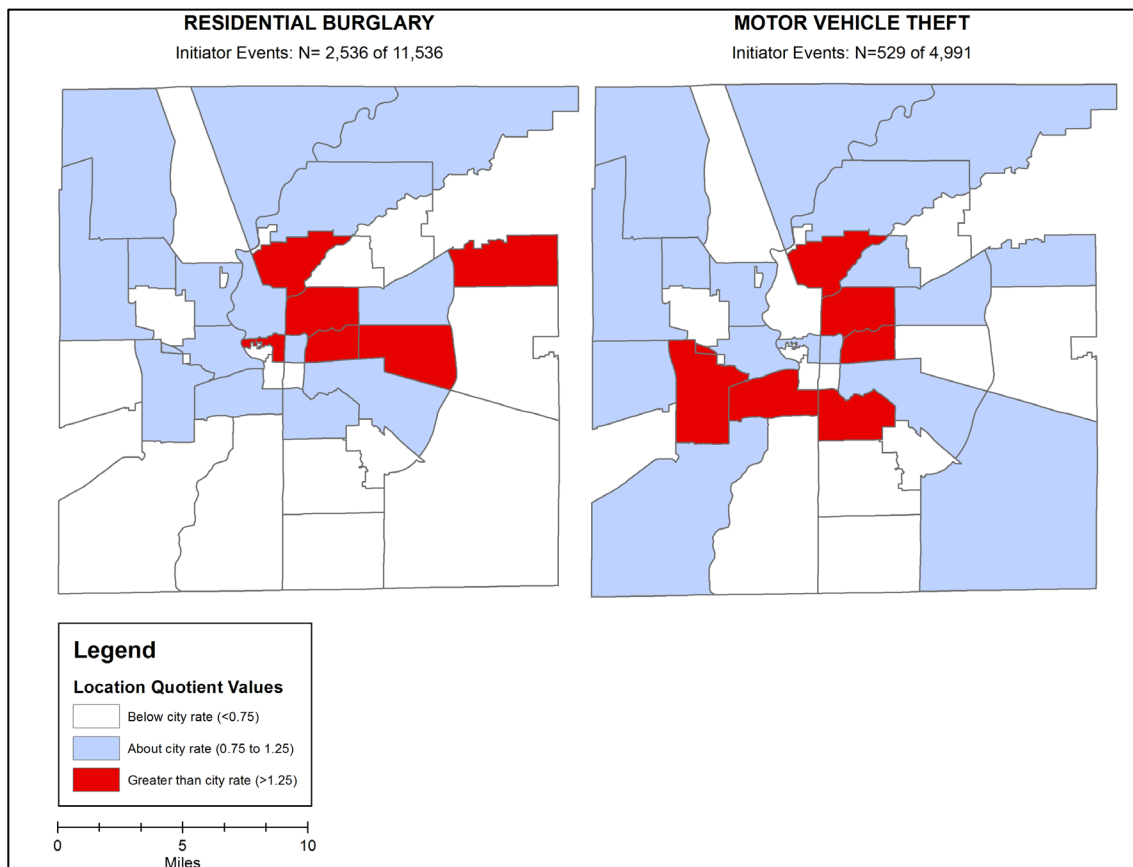 RESIDENTIAL BURGLARY
Initiator Events: N= 2,536 of 11,536
MOTOR VEHICLE THEFT
Initiator Events: N=529 of 4,991
Legend
Location Quotient Values
Below city rate (<0.75)
About city rate (0.75 to 1.25)
Greater than city rate (>1.25)
0 5 10
Miles